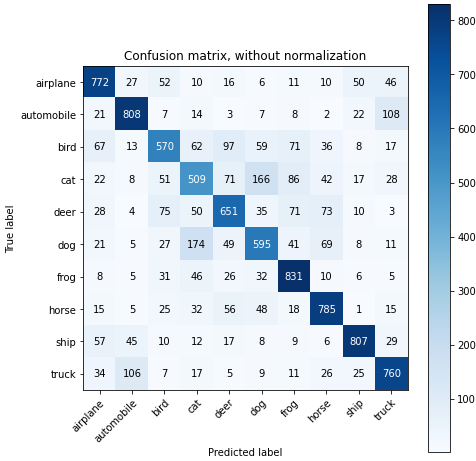 Confusion matrix, without normalization
True label
airplane 772 27 52 10 16 6 11 10 50 46
automobile 21 808 7 14 3 7 8 2 22 108
bird 67 13 570 62 97 59 71 36 8 17
cat 22 8 51 509 71 166 86 42 17 28
deer 28 4 75 50 651 35 71 73 10 3
dog 21 5 27 174 49 595 41 69 8 11
frog 8 5 31 46 26 32 831 10 6 5
horse 15 5 25 32 56 48 18 785 1 15
ship 57 45 10 12 17 8 9 6 807 29
truck 34 106 7 17 5 9 11 26 25 760
airplane automobile bird cat deer dog frog horse ship truck
Predicted label
800
700
600
500
400
300
200
100